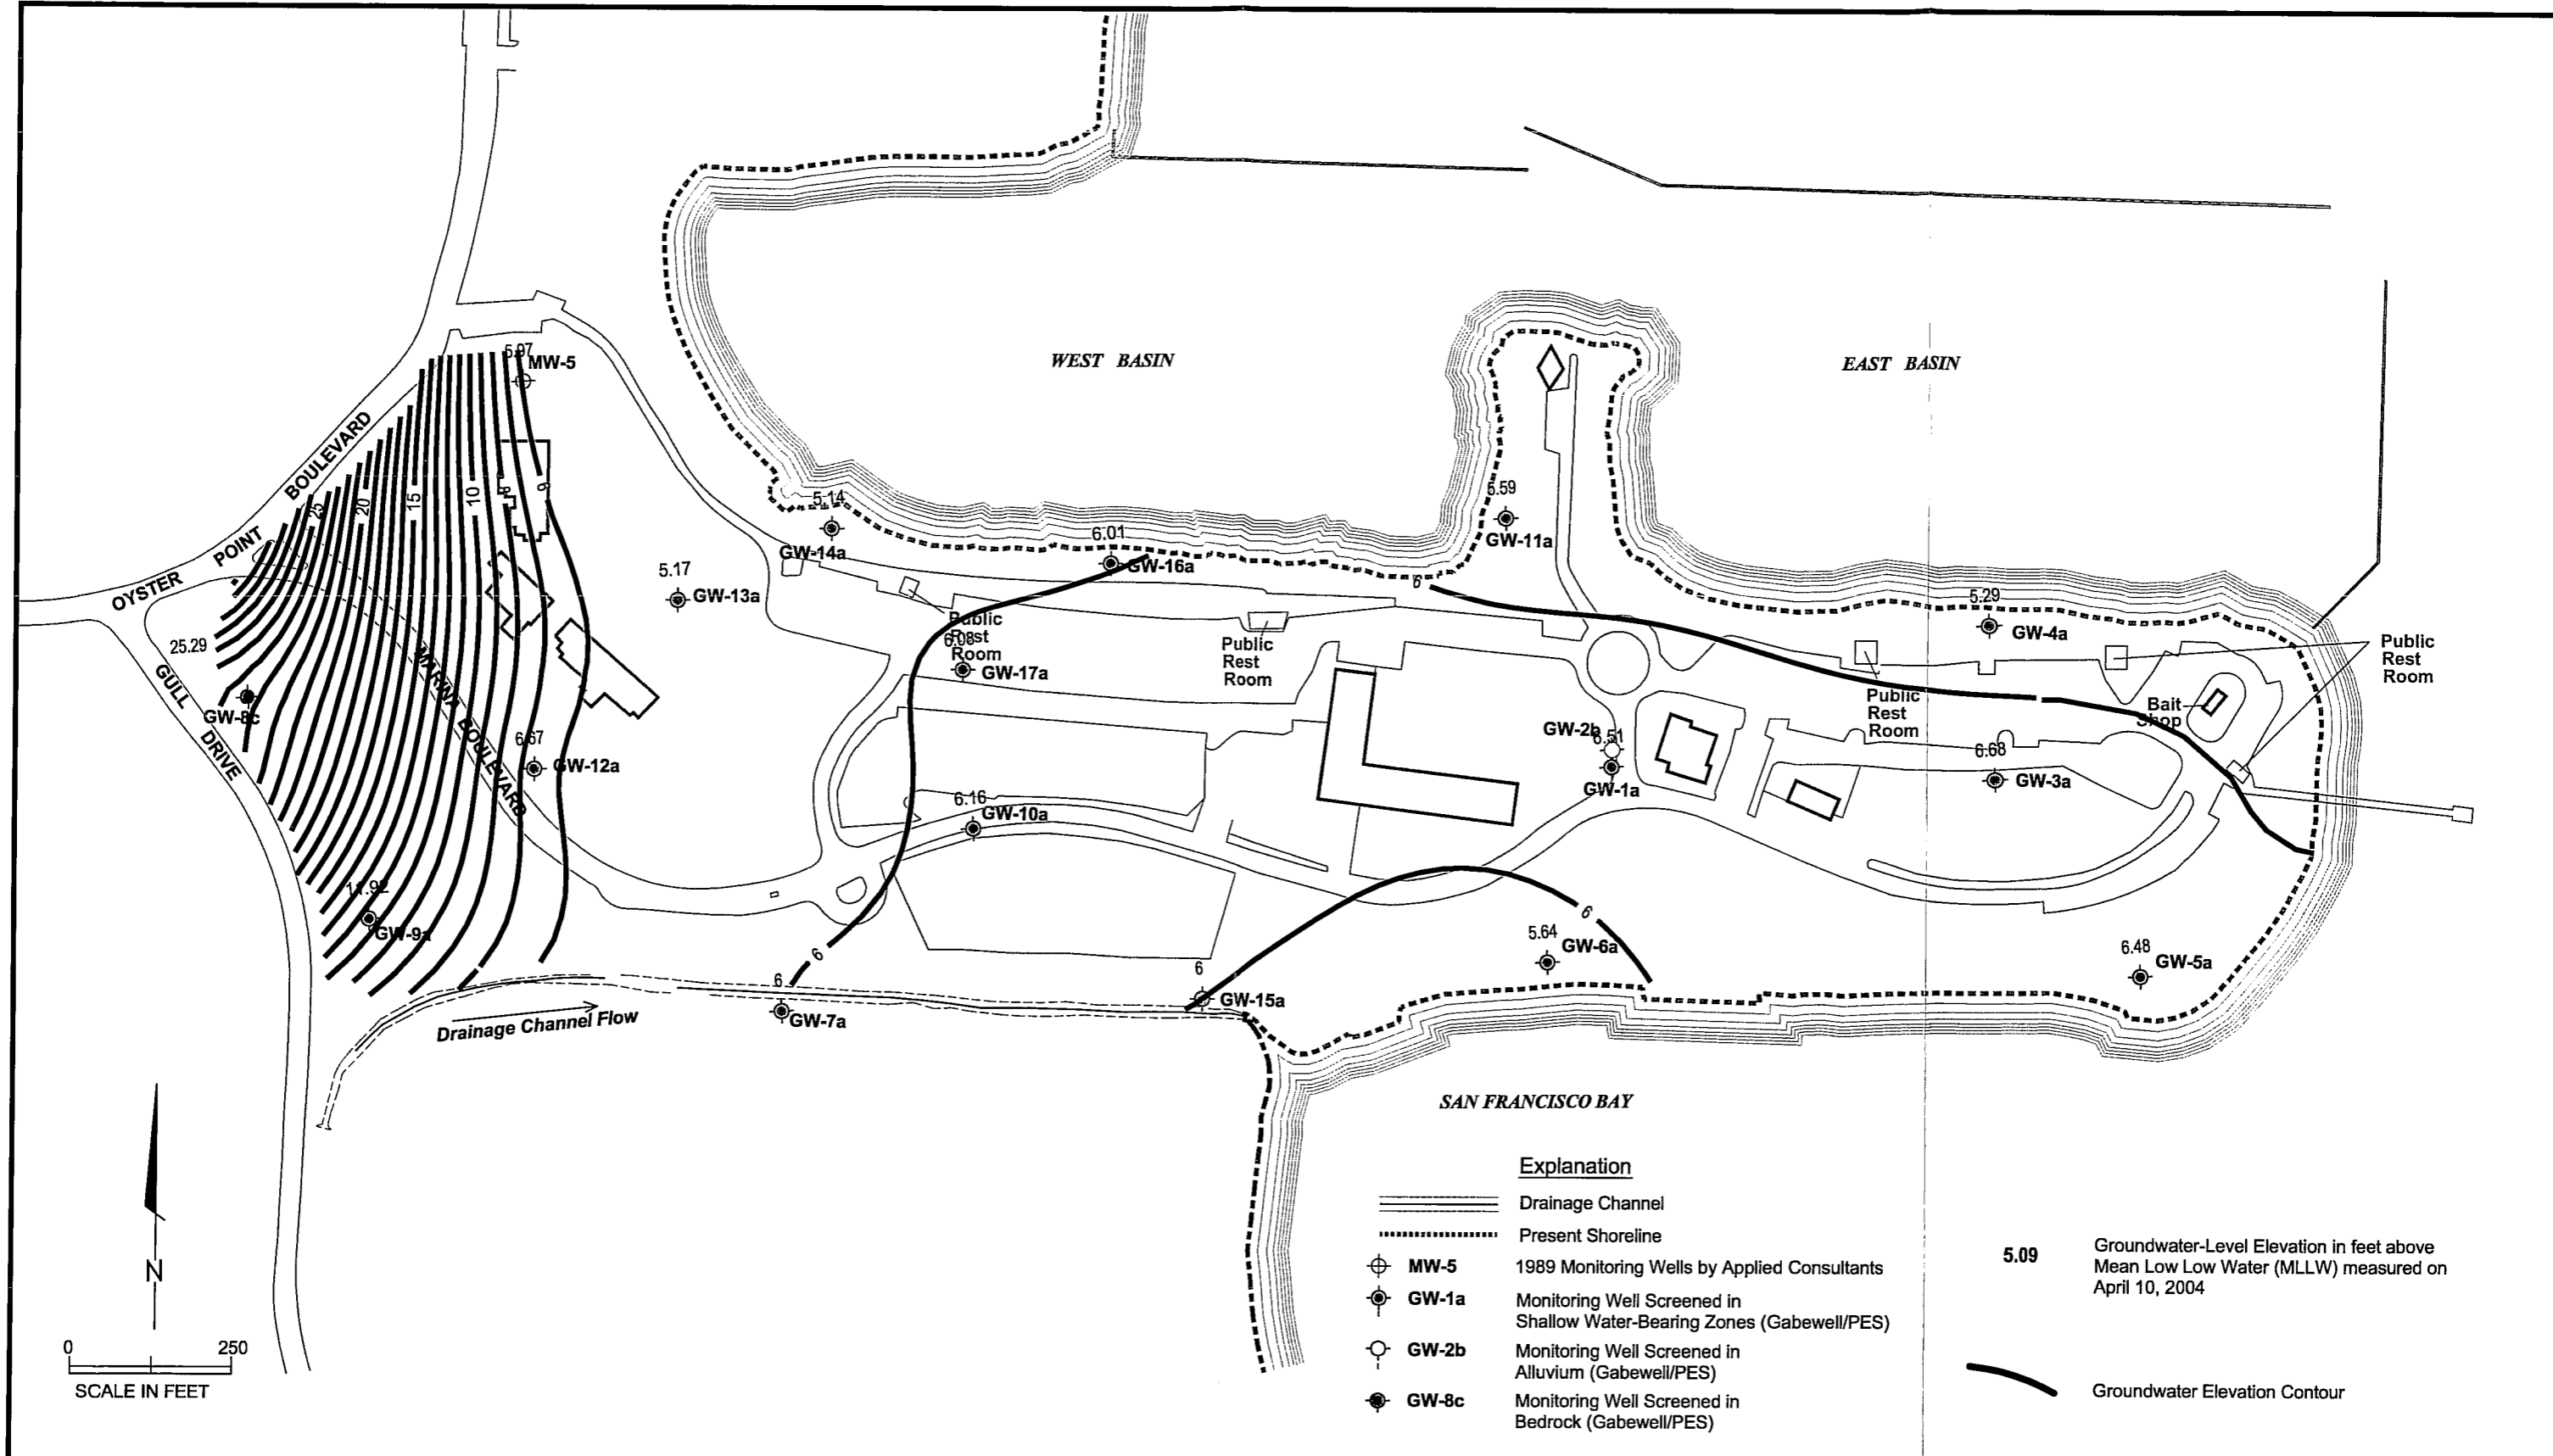 5.97
MW-5
WEST BASIN
EAST BASIN
OYSTER POINT BOULEVARD
25
20
15
10
8
6
5.14
GW-14a
6.01
GW-16a
5.59
GW-11a
5.17
GW-13a
Public
Rest
Room
6.08
GW-17a
Public
Rest
Room
6
5.29
GW-4a
Public
Rest
Room
Public
Rest
Room
Bait
Shop
25.29
GW-8c
GULL DRIVE
MARINA BOULEVARD
6.67
GW-12a
GW-2b
6.51
GW-1a
6.68
GW-3a
6.16
GW-10a
11.92
GW-9a
6
6
GW-7a
6
GW-15a
6
5.64
GW-6a
6.48
GW-5a
Drainage Channel Flow
SAN FRANCISCO BAY
N
0 250
SCALE IN FEET
Explanation
Drainage Channel
Present Shoreline
MW-5 1989 Monitoring Wells by Applied Consultants
GW-1a Monitoring Well Screened in
Shallow Water-Bearing Zones (Gabewell/PES)
GW-2b Monitoring Well Screened in
Alluvium (Gabewell/PES)
GW-8c Monitoring Well Screened in
Bedrock (Gabewell/PES)
5.09 Groundwater-Level Elevation in feet above
Mean Low Low Water (MLLW) measured on
April 10, 2004
Groundwater Elevation Contour